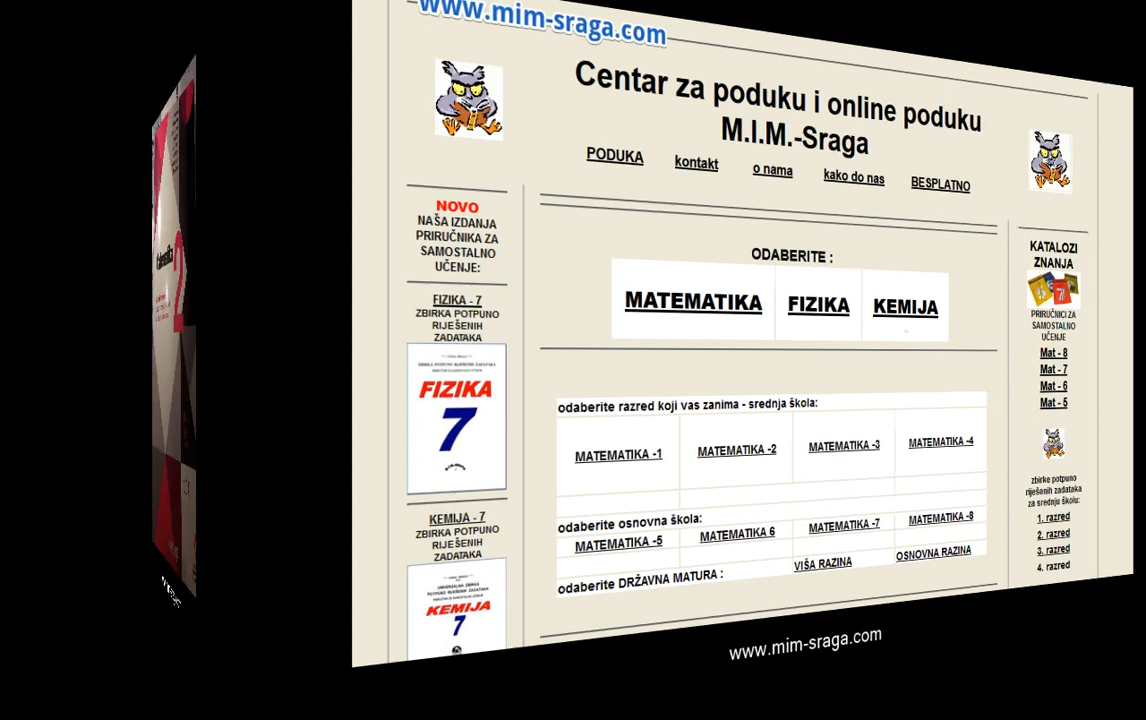 www.mim-sraga.com
Centar za poduku i online poduku
M.I.M.-Sraga
PODUKA kontakt o nama kako do nas BESPLATNO
NOVO
NAŠA IZDANJA
PRIRUČNIKA ZA
SAMOSTALNO
UČENJE:
FIZIKA - 7
ZBIRKA POTPUNO
RIJEŠENIH
ZADATAKA
FIZIKA
7
KEMIJA - 7
ZBIRKA POTPUNO
RIJEŠENIH
ZADATAKA
UNIVERZALNA ZBIRKA
POTPUNO RIJEŠENIH ZADATAKA
KEMIJA
7
ODABERITE :
MATEMATIKA FIZIKA KEMIJA
odaberite razred koji vas zanima - srednja škola:
MATEMATIKA -1 MATEMATIKA -2 MATEMATIKA -3 MATEMATIKA -4
odaberite osnovna škola:
MATEMATIKA -5 MATEMATIKA 6 MATEMATIKA -7 MATEMATIKA -8
odaberite DRŽAVNA MATURA : VIŠA RAZINA OSNOVNA RAZINA
KATALOZI
ZNANJA
PRIRUČNICI ZA
SAMOSTALNO
UČENJE
Mat - 8
Mat - 7
Mat - 6
Mat - 5
zbirke potpuno
riješenih zadataka
za srednju školu:
1. razred
2. razred
3. razred
4. razred
www.mim-sraga.com